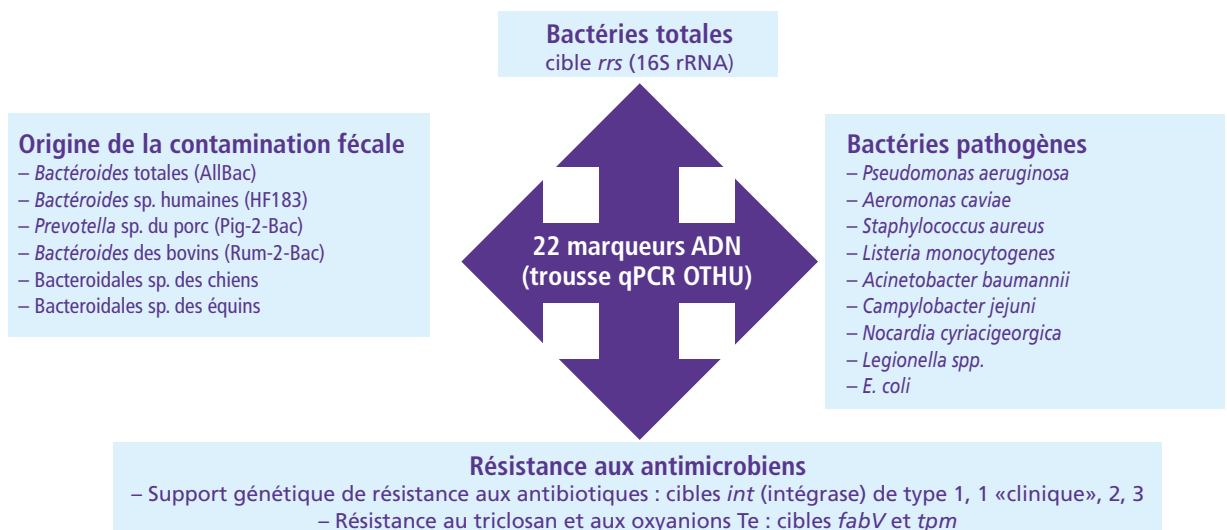 Bactéries totales
cible rrs (16S rRNA)
Origine de la contamination fécale
– Bactéroides totales (AllBac)
– Bactéroides sp. humaines (HF183)
– Prevotella sp. du porc (Pig-2-Bac)
– Bactéroides des bovins (Rum-2-Bac)
– Bacteroidales sp. des chiens
– Bacteroidales sp. des équins
22 marqueurs ADN
(trousse qPCR OTHU)
Bactéries pathogènes
– Pseudomonas aeruginosa
– Aeromonas caviae
– Staphylococcus aureus
– Listeria monocytogenes
– Acinetobacter baumannii
– Campylobacter jejuni
– Nocardia cyriacigeorgica
– Legionella spp.
– E. coli
Résistance aux antimicrobiens
– Support génétique de résistance aux antibiotiques : cibles int (intégrase) de type 1, 1 «clinique», 2, 3
– Résistance au triclosan et aux oxyanions Te : cibles fabV et tpm